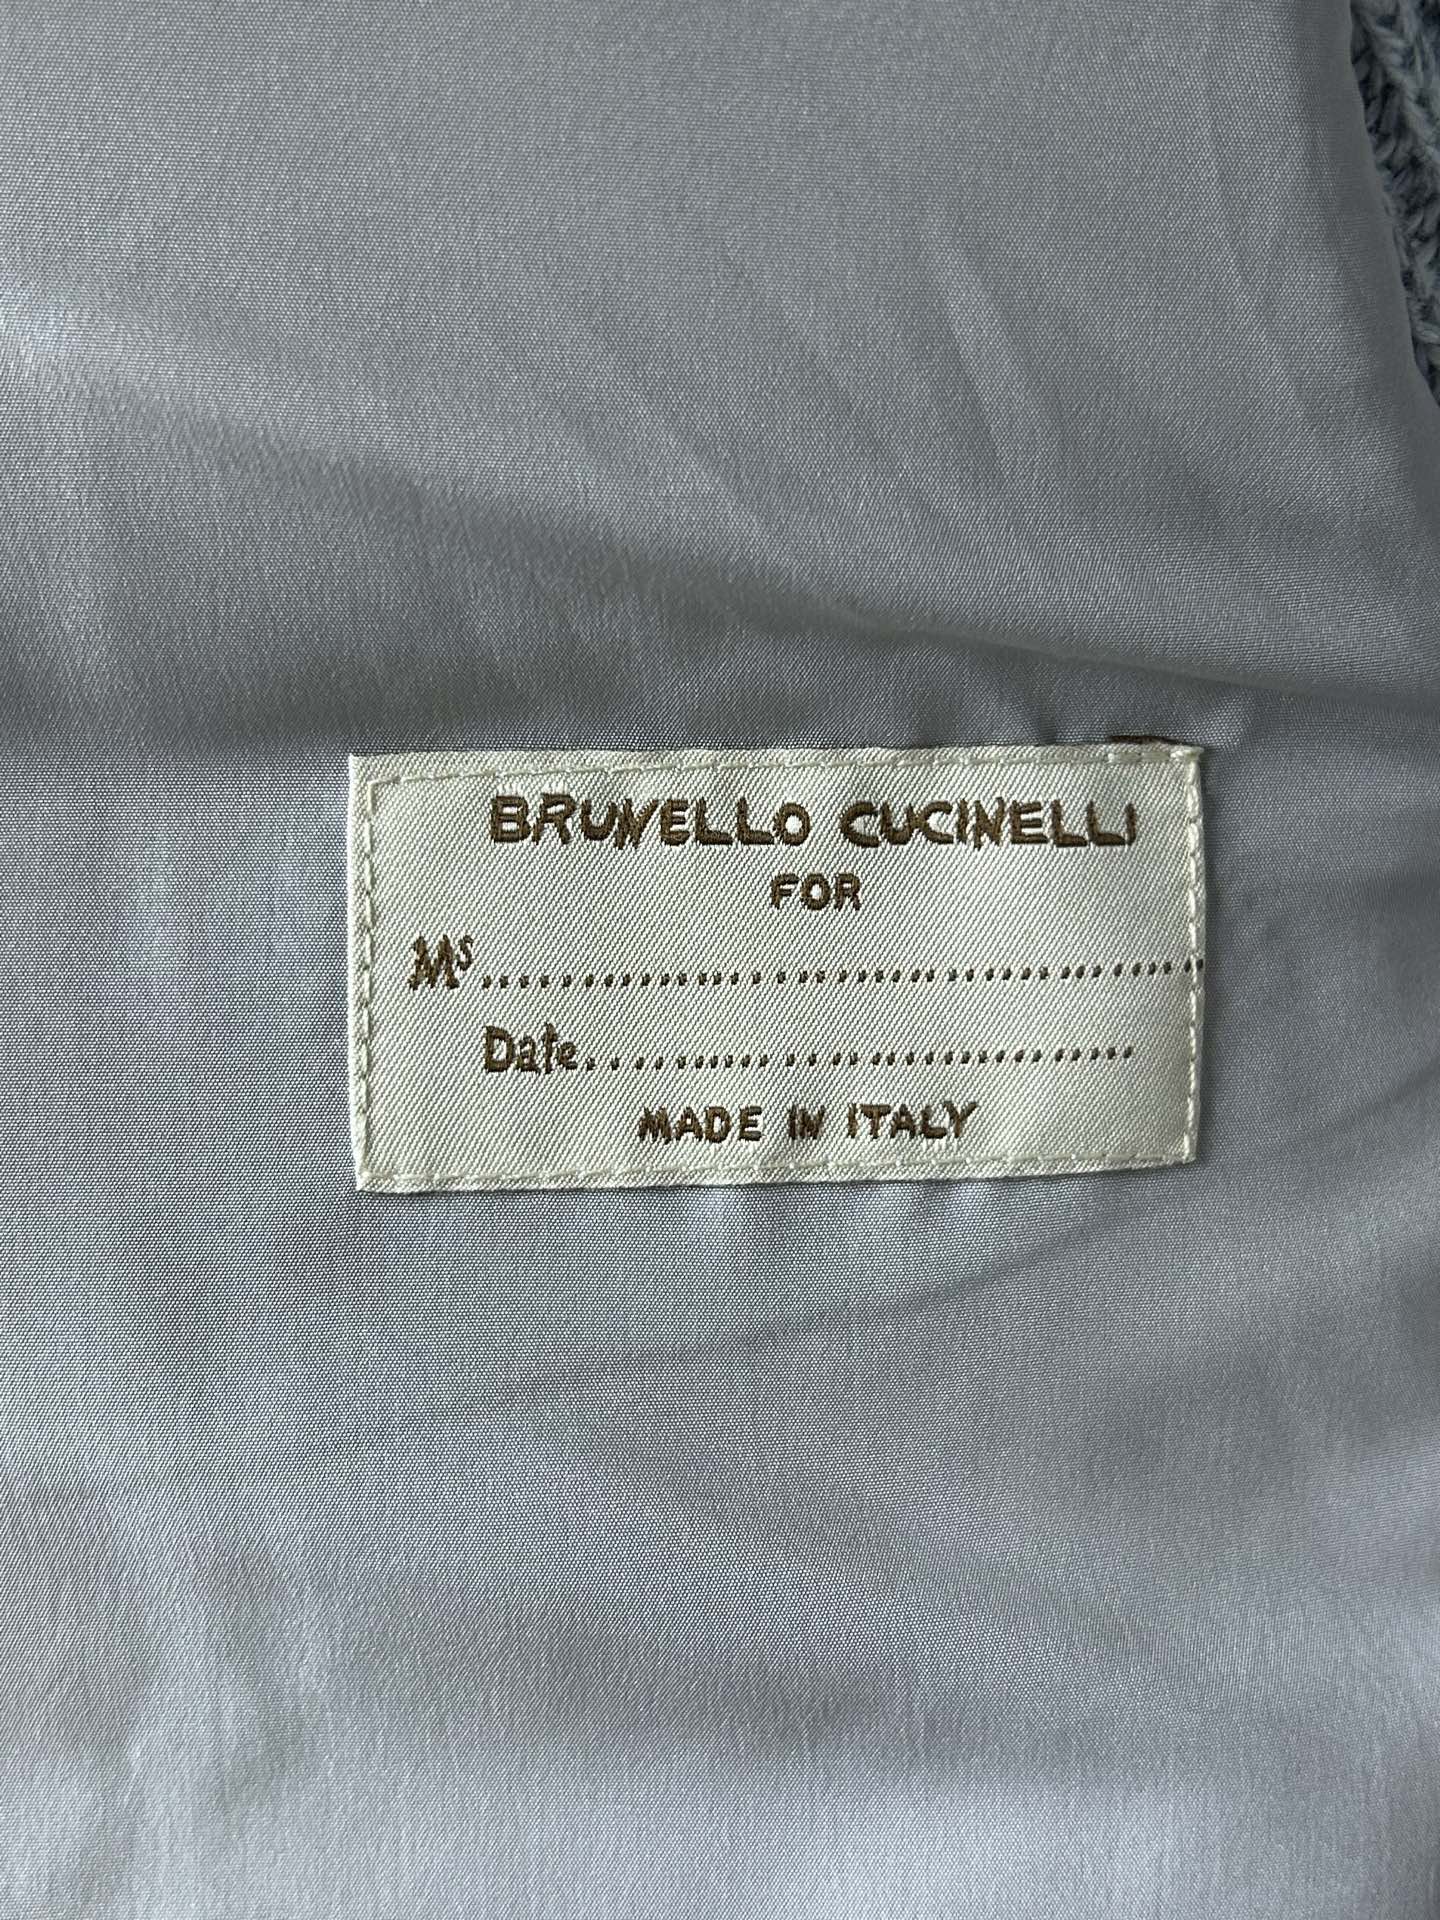 BRUNELLO CUCINELLI
FOR
Ms........................................
Date..................................
MADE IN ITALY